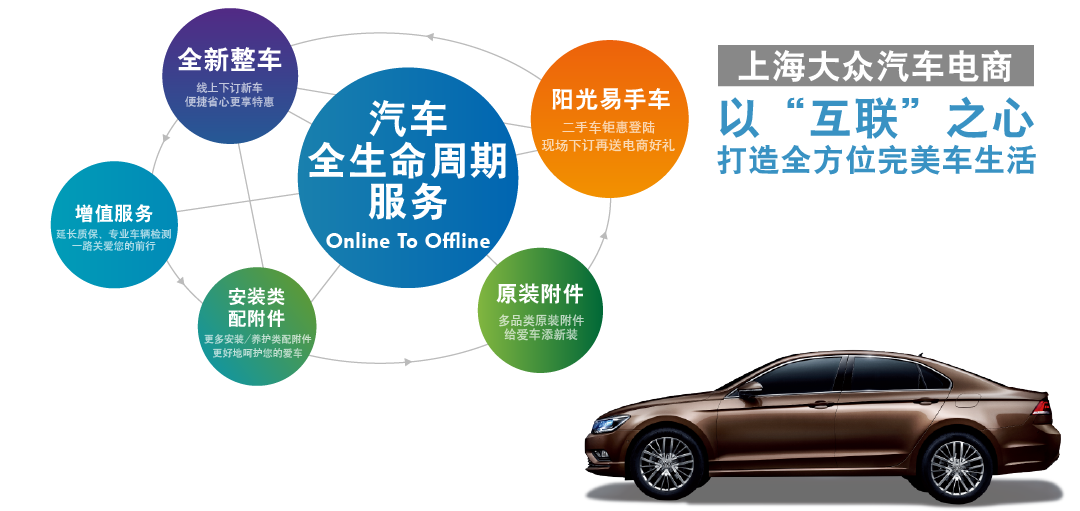 全新整车
线上下订新车
便捷省心更享特惠
汽车
全生命周期
服务
Online To Offline
阳光易手车
二手车钜惠登陆
现场下订再送电商好礼
上海大众汽车电商
以“互联”之心
打造全方位完美车生活
增值服务
延长质保、专业车辆检测
一路关爱您的前行
安装类
配附件
更多安装/养护类配附件
更好地呵护您的爱车
原装附件
多品类原装附件
给爱车添新装